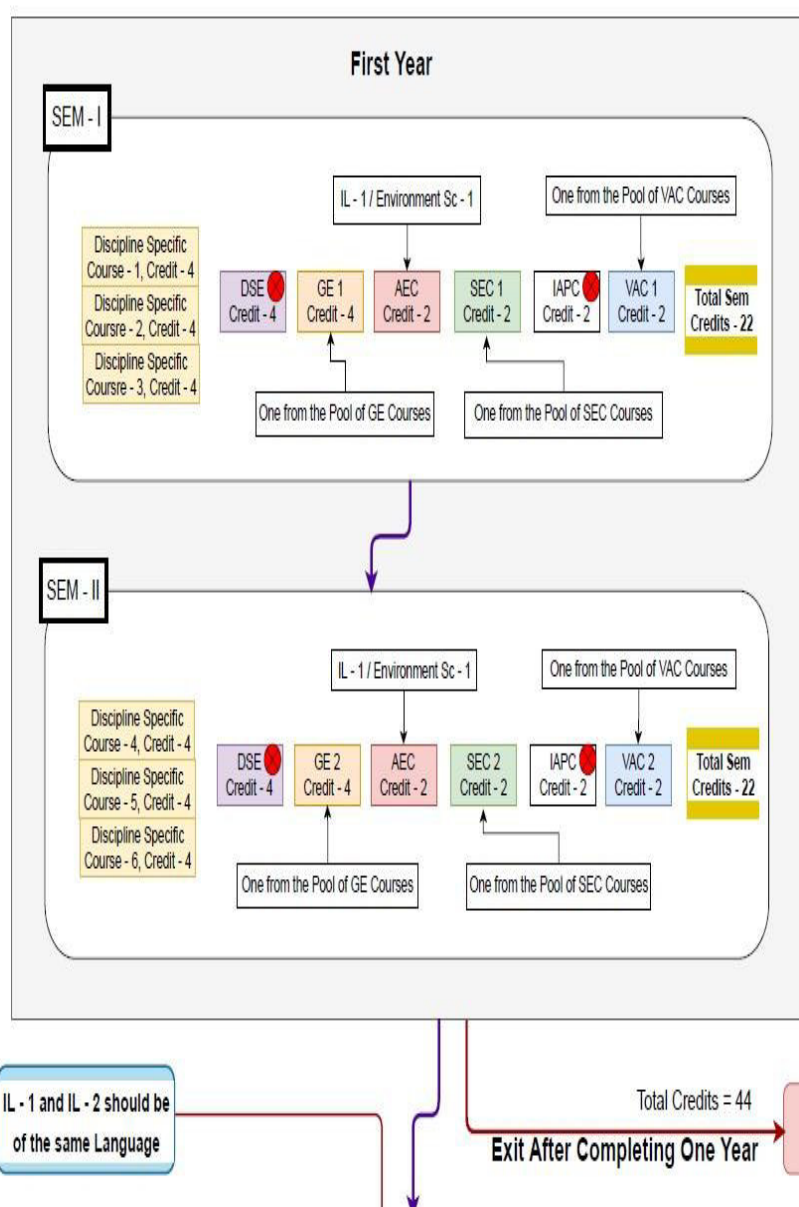 First Year
SEM - I
IL - 1 / Environment Sc - 1
One from the Pool of VAC Courses
Discipline Specific
Course - 1, Credit - 4
Discipline Specific
Coursre - 2, Credit - 4
Discipline Specific
Coursre - 3, Credit - 4
DSE
Credit - 4
GE 1
Credit - 4
AEC
Credit - 2
SEC 1
Credit - 2
IAPC
Credit - 2
VAC 1
Credit - 2
Total Sem
Credits - 22
One from the Pool of GE Courses
One from the Pool of SEC Courses
SEM - II
IL - 1 / Environment Sc - 1
One from the Pool of VAC Courses
Discipline Specific
Course - 4, Credit - 4
Discipline Specific
Course - 5, Credit - 4
Discipline Specific
Course - 6, Credit - 4
DSE
Credit - 4
GE 2
Credit - 4
AEC
Credit - 2
SEC 2
Credit - 2
IAPC
Credit - 2
VAC 2
Credit - 2
Total Sem
Credits - 22
One from the Pool of GE Courses
One from the Pool of SEC Courses
IL - 1 and IL - 2 should be
of the same Language
Total Credits = 44
Exit After Completing One Year